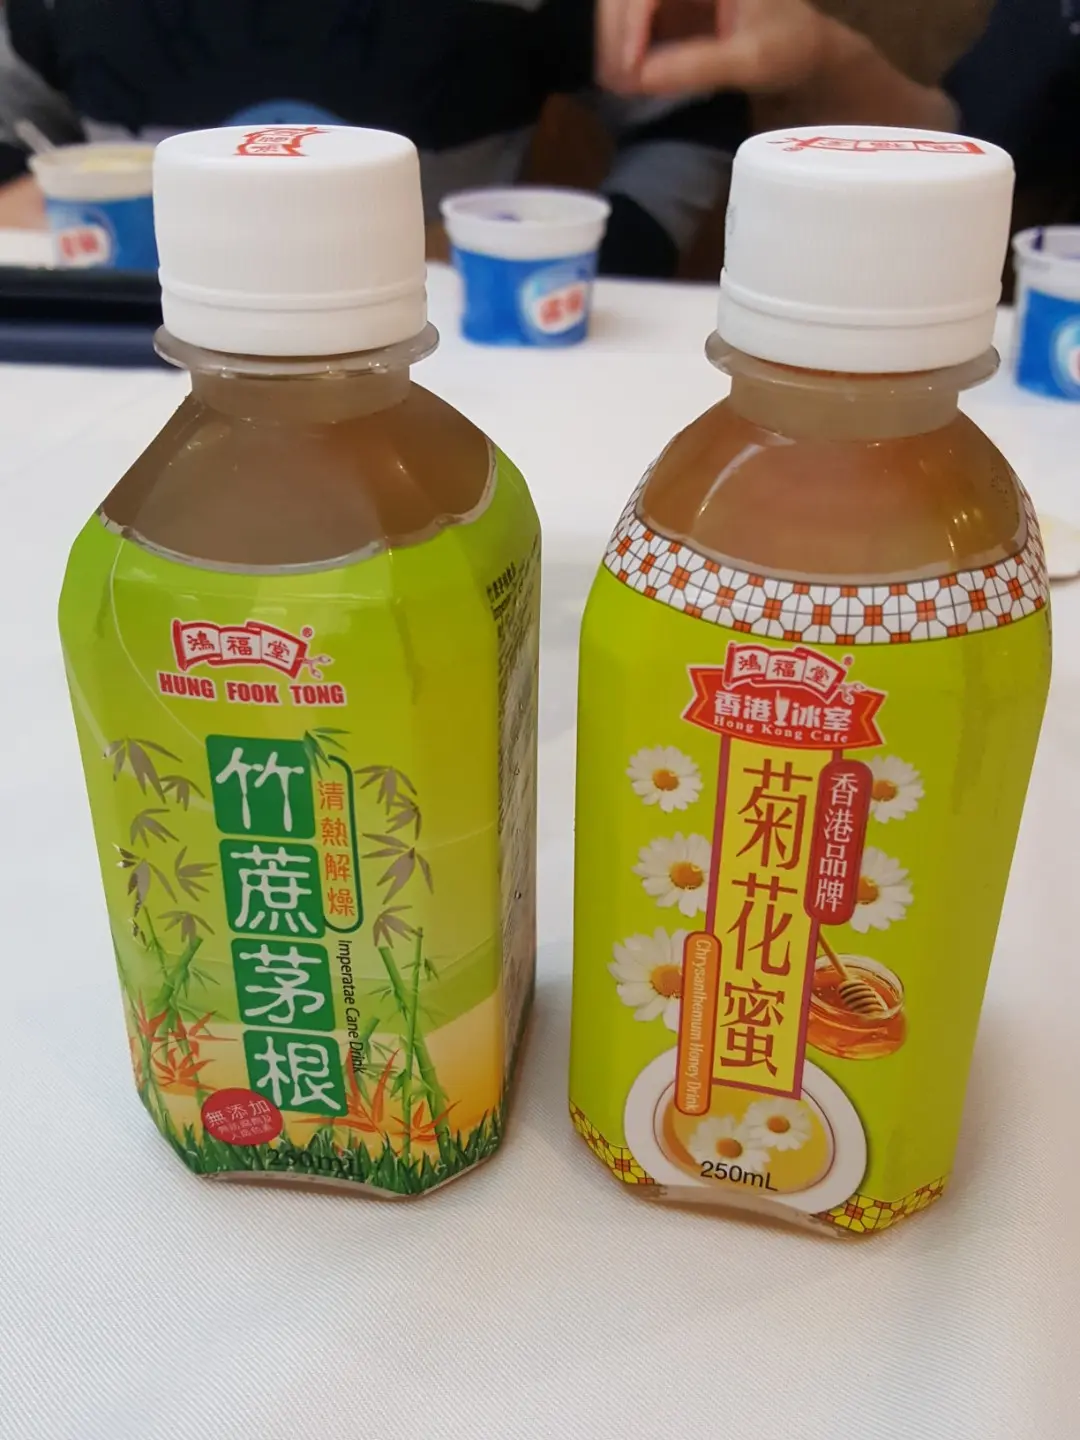 鴻福堂
HUNG FOOK TONG
竹蔗茅根
清熱解燥
Imperatae Cane Drink
無添加
250mL
鴻福堂
香港冰室
Hong Kong Cafe
菊花蜜
香港品牌
Chrysanthemum Honey Drink
250mL